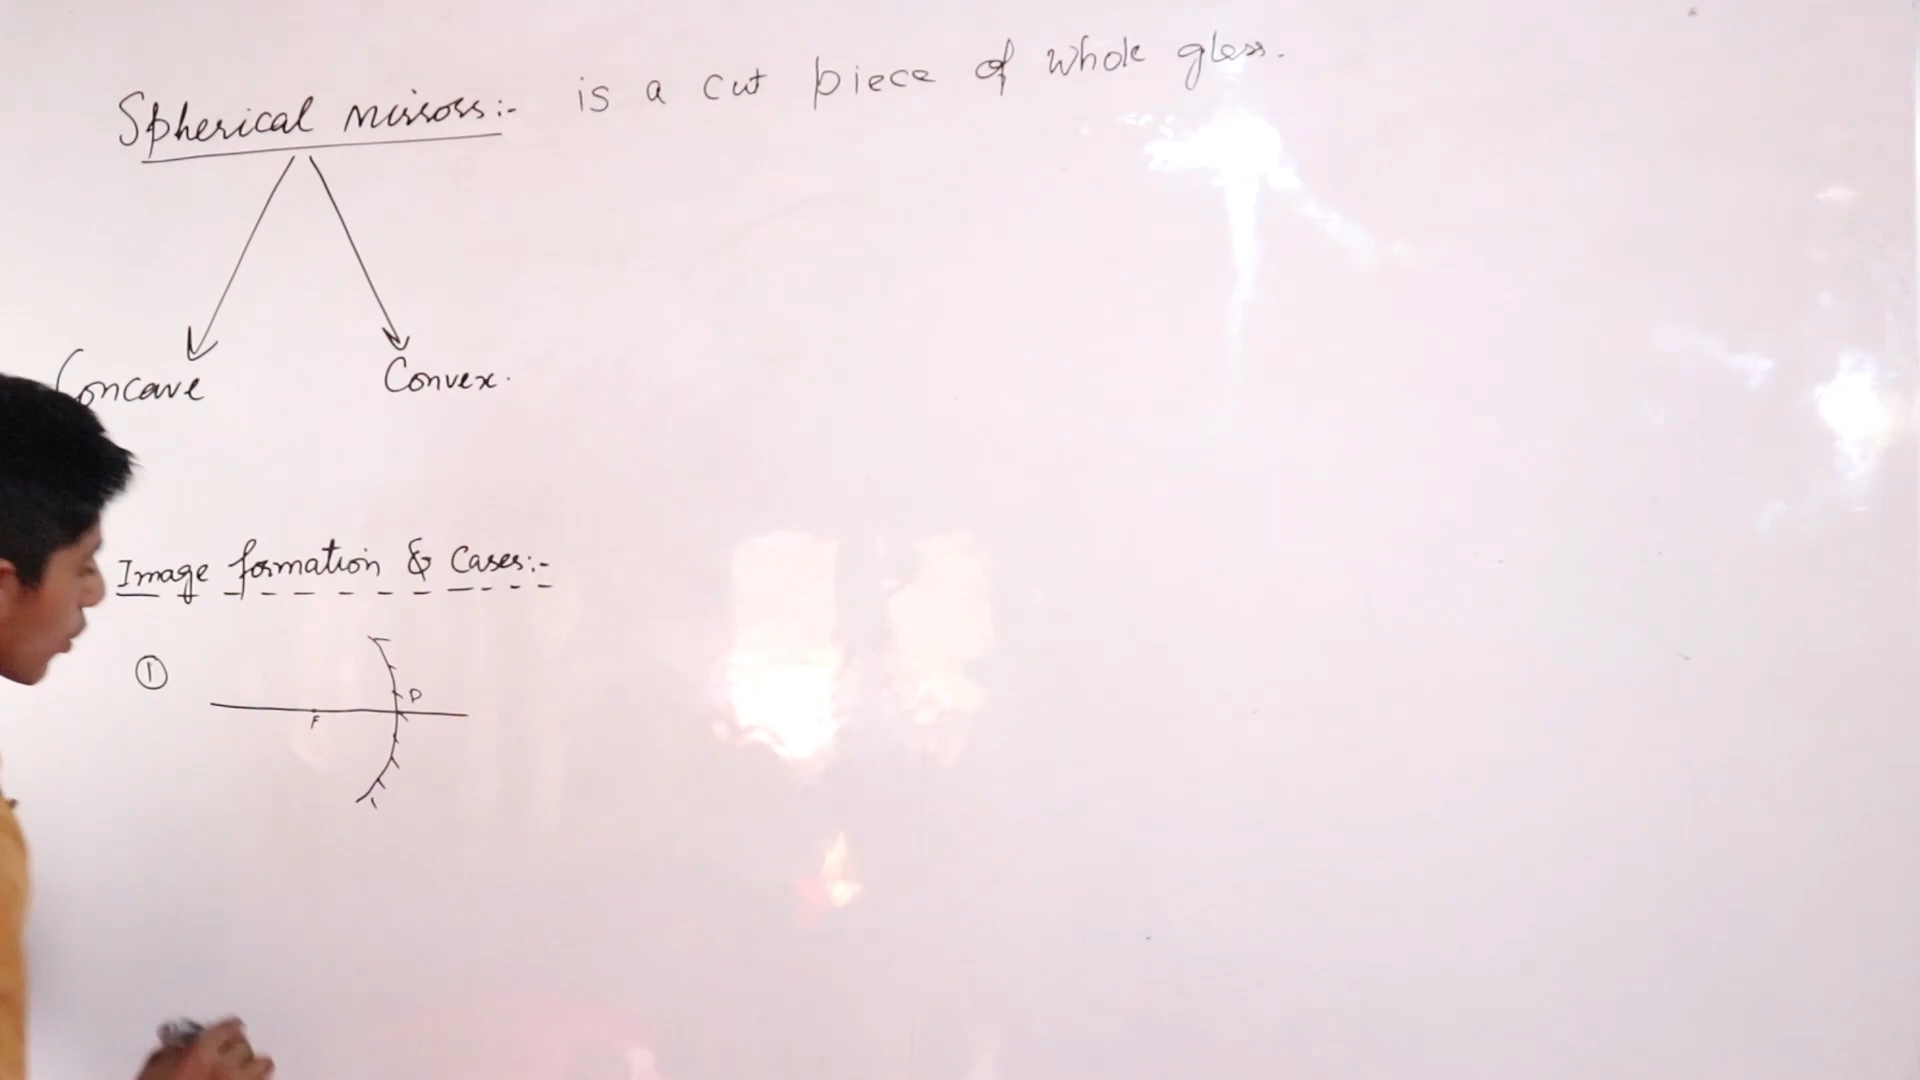 Spherical mirrors:- is a cut piece of whole glass.
Concave Convex.
Image formation & Cases:-
①
P
F